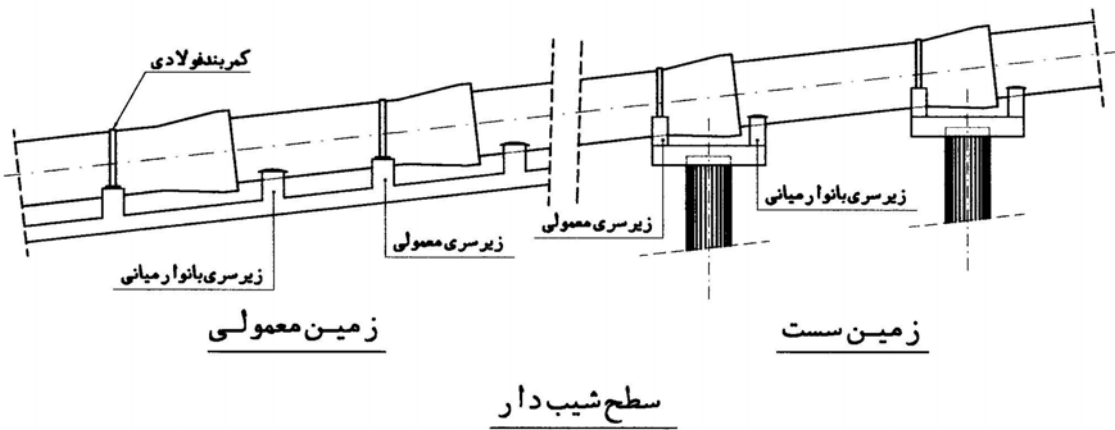 کمربندفولادی
زیرسری معمولی
زیرسری بانوارمیانی
زیرسری معمولی
زیرسری بانوارمیانی
زمین سست
زمین معمولی
سطح شیب دار